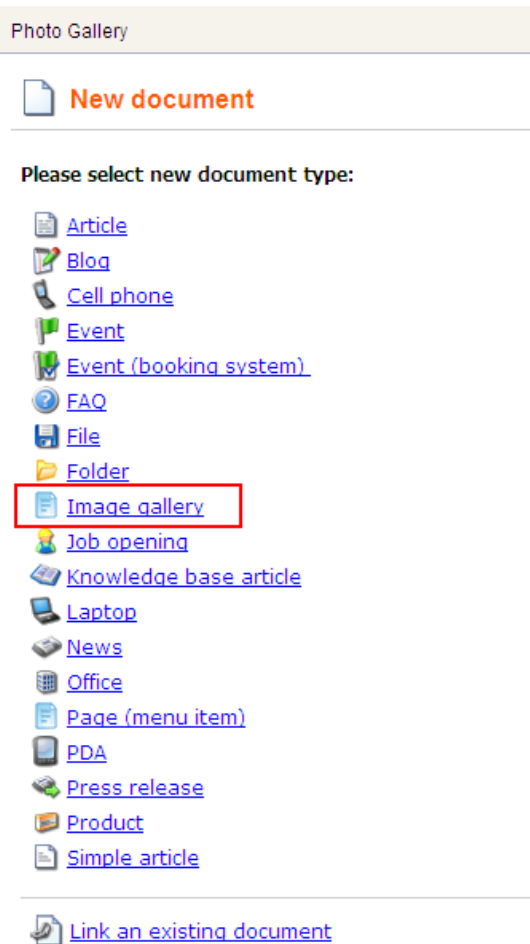 Photo Gallery
New document
Please select new document type:
Article
Blog
Cell phone
Event
Event (booking system)
FAQ
File
Folder
Image gallery
Job opening
Knowledge base article
Laptop
News
Office
Page (menu item)
PDA
Press release
Product
Simple article
Link an existing document